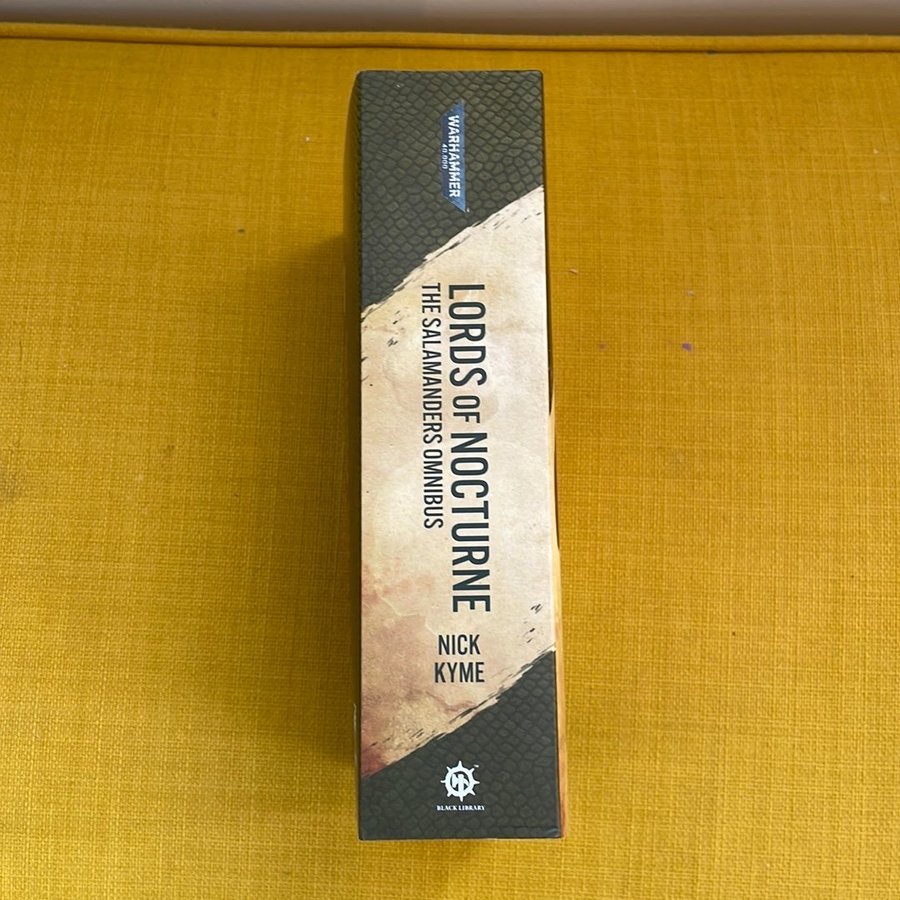 WARHAMMER
40,000
LORDS OF NOCTURNE
THE SALAMANDERS OMNIBUS
NICK
KYME
BLACK LIBRARY